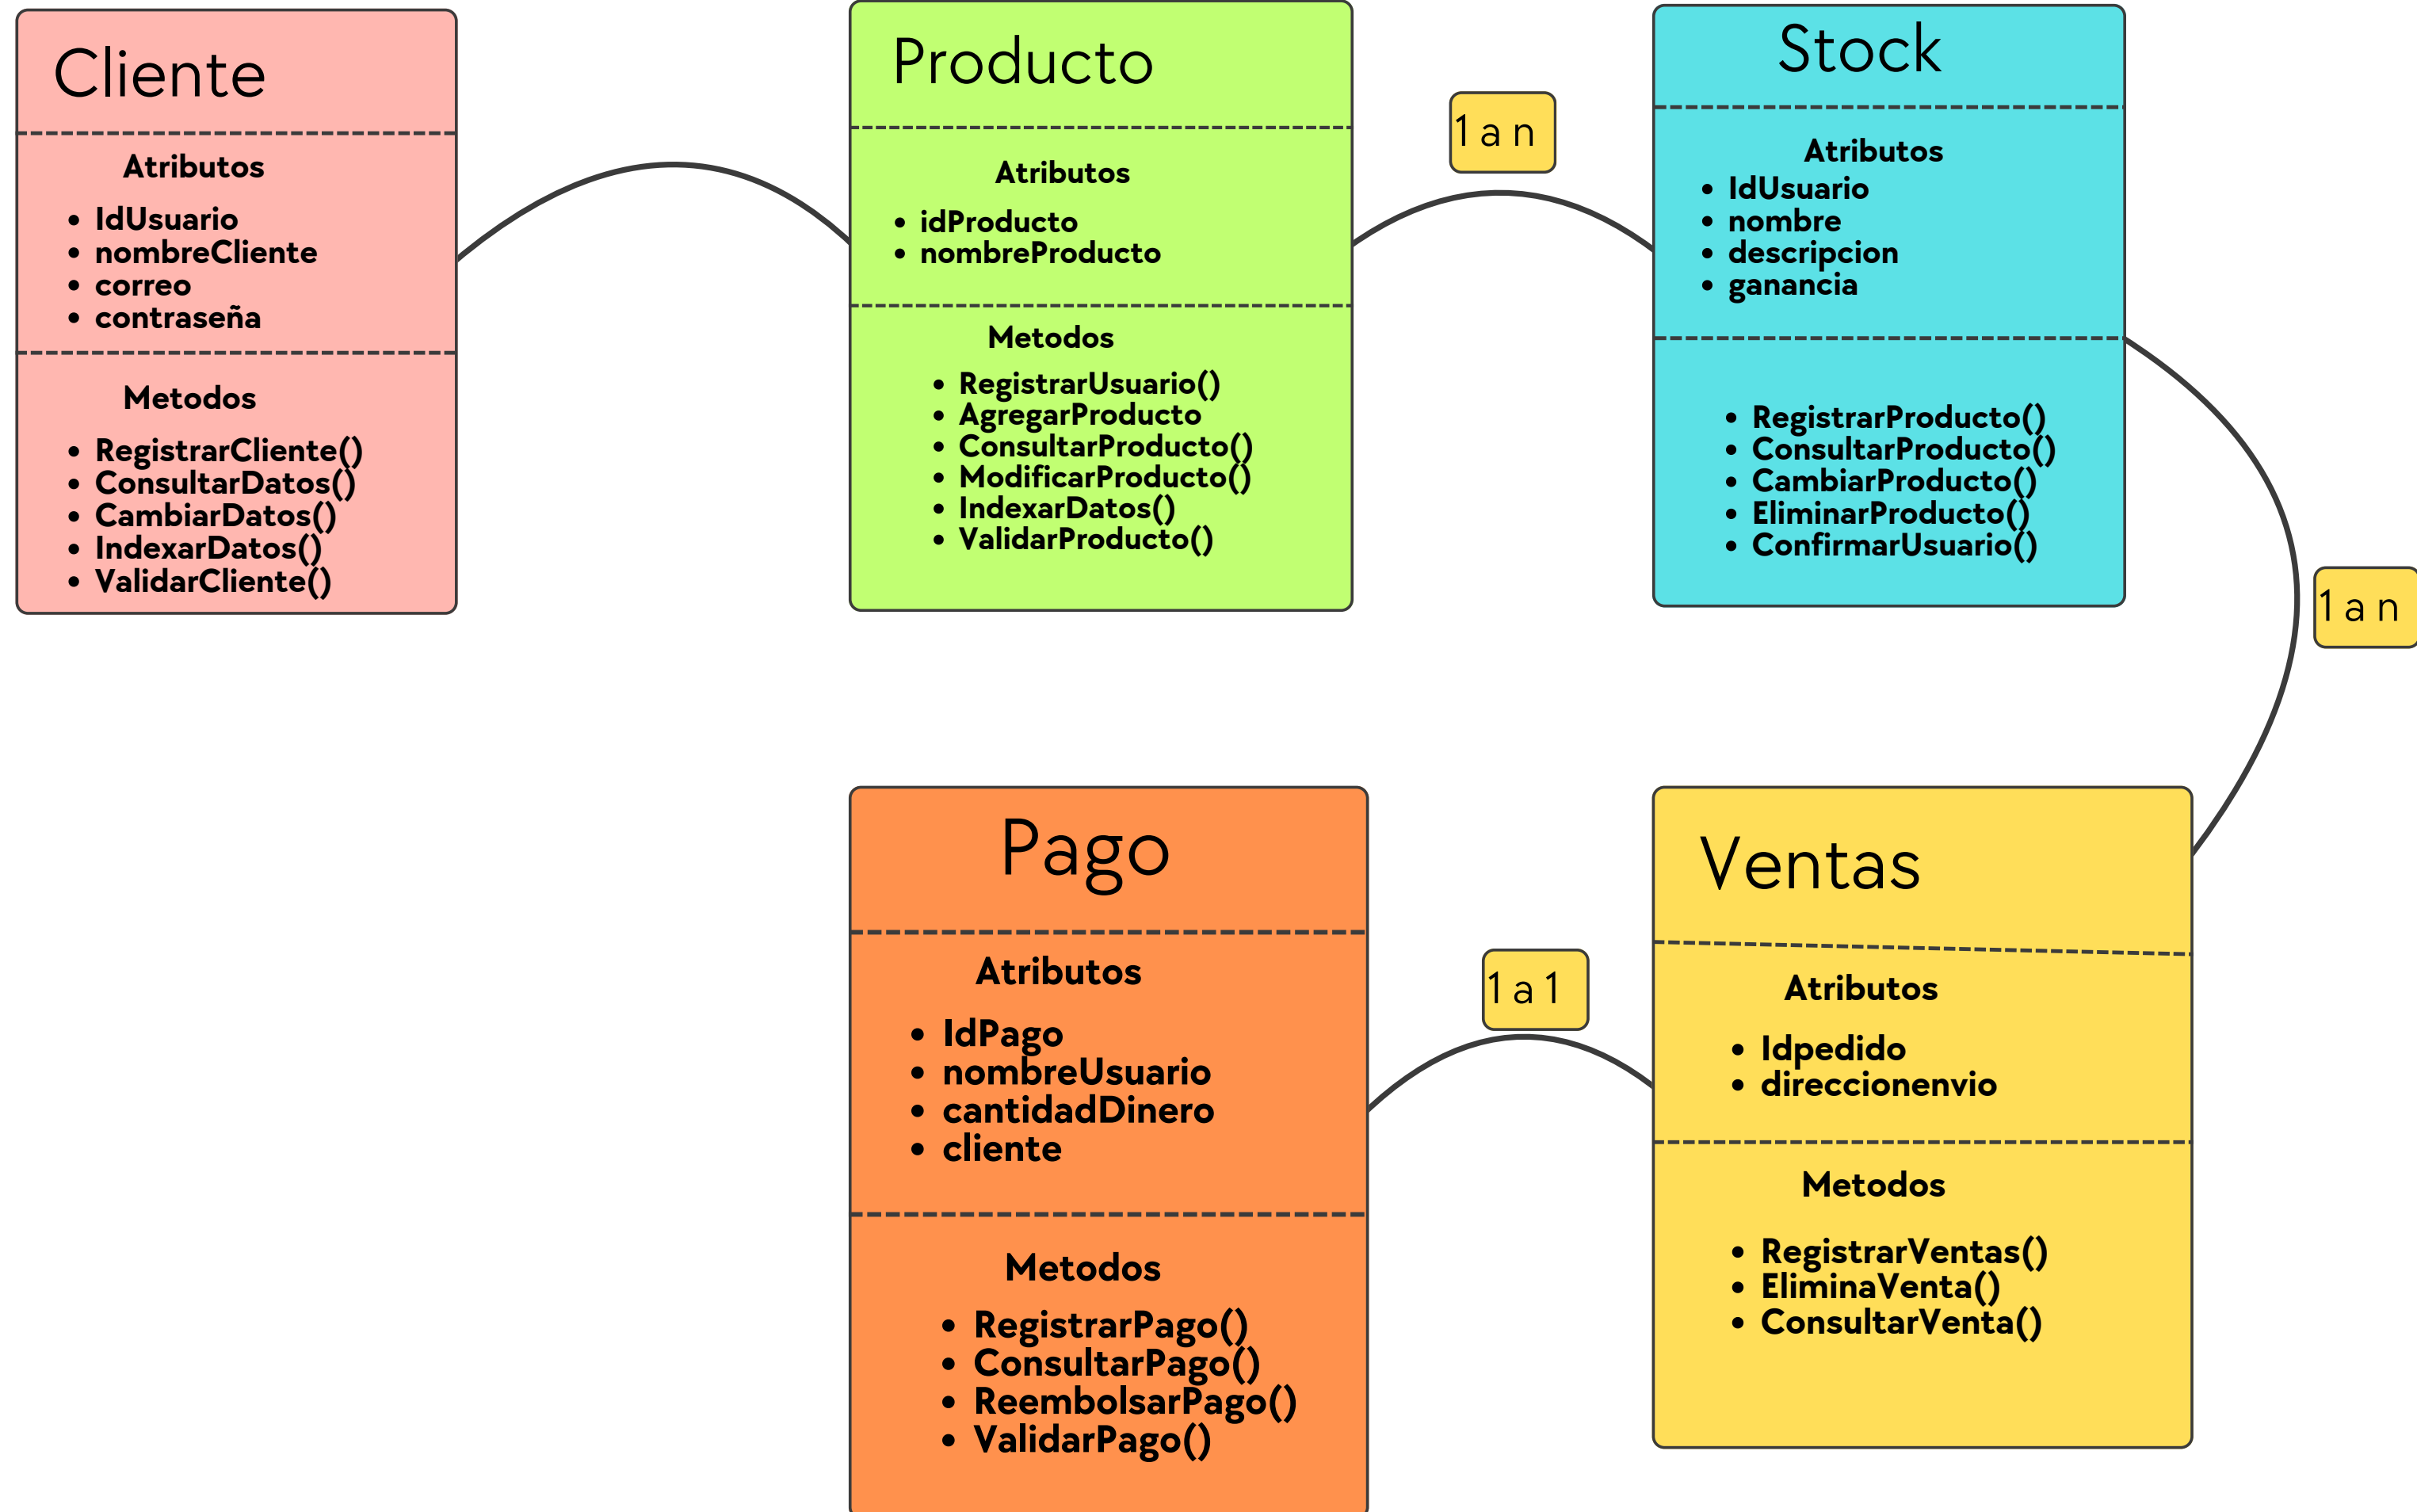 Cliente
Atributos
• IdUsuario
• nombreCliente
• correo
• contraseña
Metodos
• RegistrarCliente()
• ConsultarDatos()
• CambiarDatos()
• IndexarDatos()
• ValidarCliente()
Producto
Atributos
• idProducto
• nombreProducto
Metodos
• RegistrarUsuario()
• AgregarProducto
• ConsultarProducto()
• ModificarProducto()
• IndexarDatos()
• ValidarProducto()
1 a n
Stock
Atributos
• IdUsuario
• nombre
• descripcion
• ganancia
• RegistrarProducto()
• ConsultarProducto()
• CambiarProducto()
• EliminarProducto()
• ConfirmarUsuario()
1 a n
Pago
Atributos
• IdPago
• nombreUsuario
• cantidadDinero
• cliente
Metodos
• RegistrarPago()
• ConsultarPago()
• ReembolsarPago()
• ValidarPago()
1 a 1
Ventas
Atributos
• Idpedido
• direccionenvio
Metodos
• RegistrarVentas()
• EliminaVenta()
• ConsultarVenta()